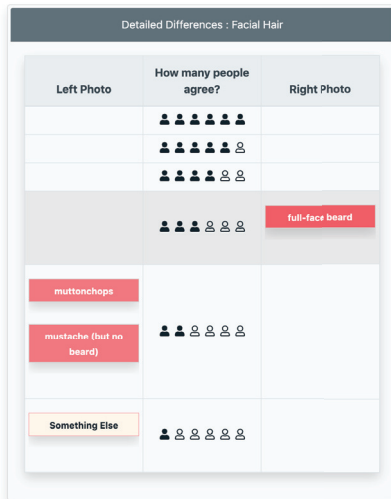 Detailed Differences : Facial Hair
Left Photo
How many people
agree?
Right Photo
full-face beard
muttonchops
mustache (but no
beard)
Something Else